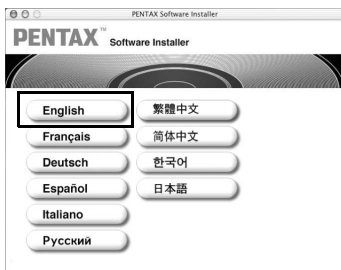 PENTAX Software Installer
PENTAX™ Software Installer
English
Français
Deutsch
Español
Italiano
Русский
繁體中文
简体中文
한국어
日本語